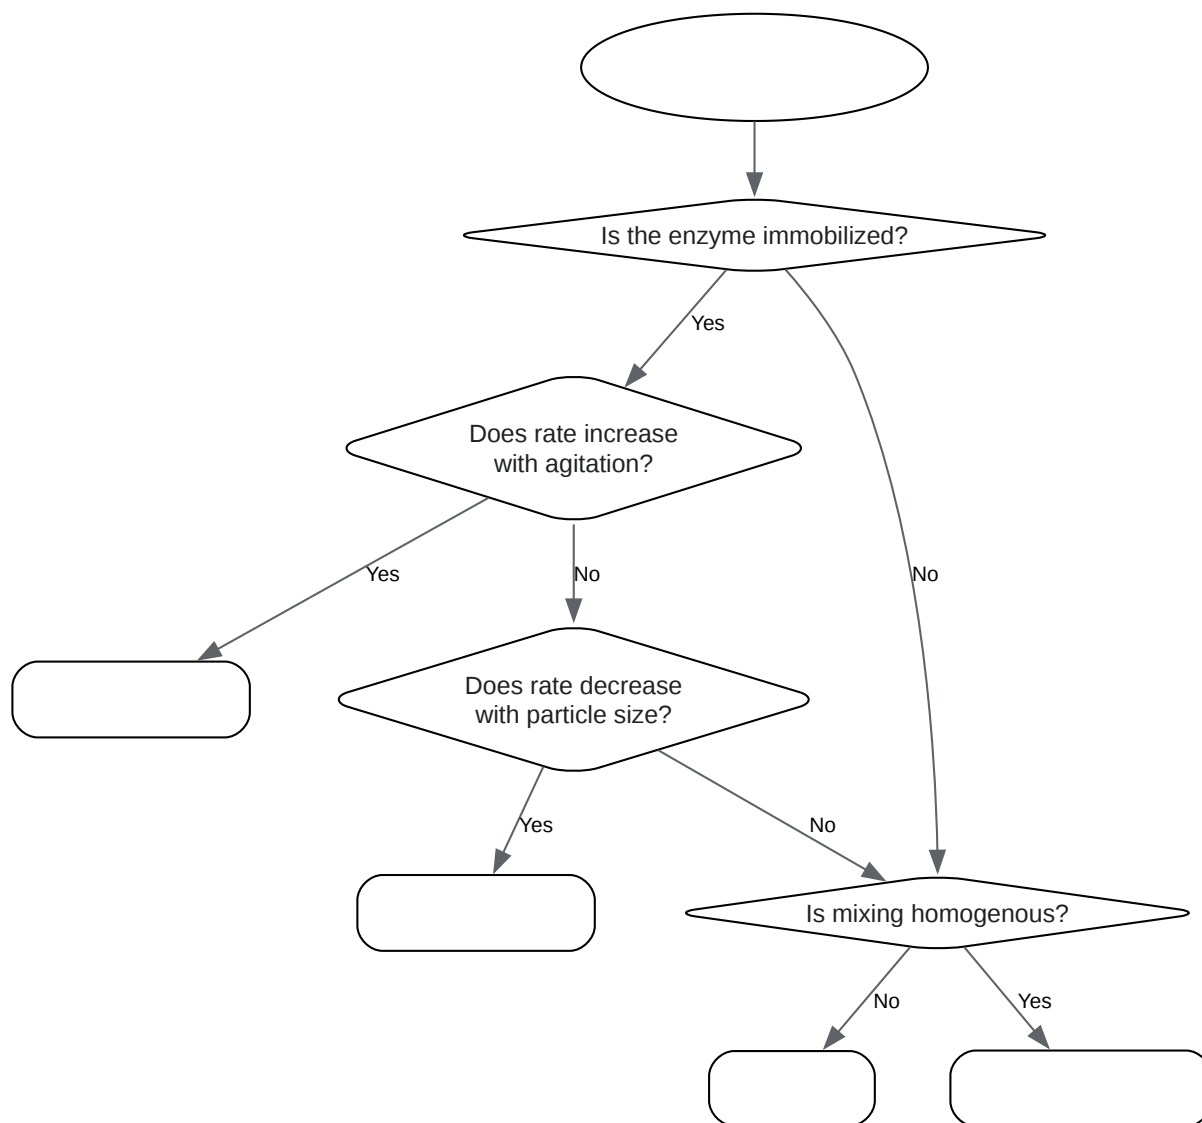 Is the enzyme immobilized?
Yes
Does rate increase
with agitation?
Yes
No
No
Does rate decrease
with particle size?
Yes
No
Is mixing homogenous?
No
Yes